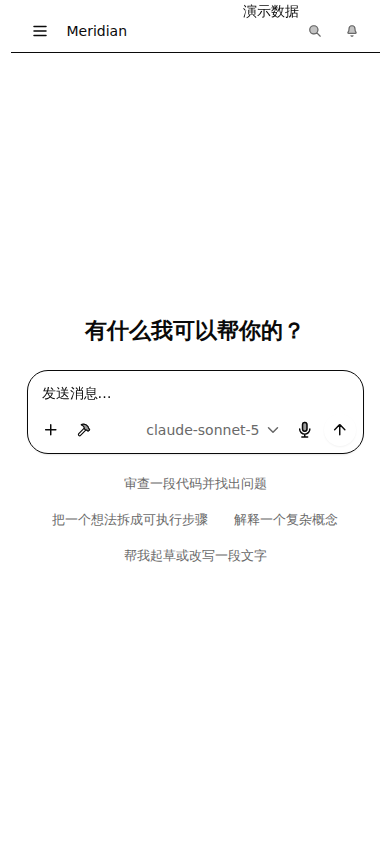 演示数据
Meridian
有什么我可以帮你的？
发送消息...
claude-sonnet-5
审查一段代码并找出问题
把一个想法拆成可执行步骤 解释一个复杂概念
帮我起草或改写一段文字